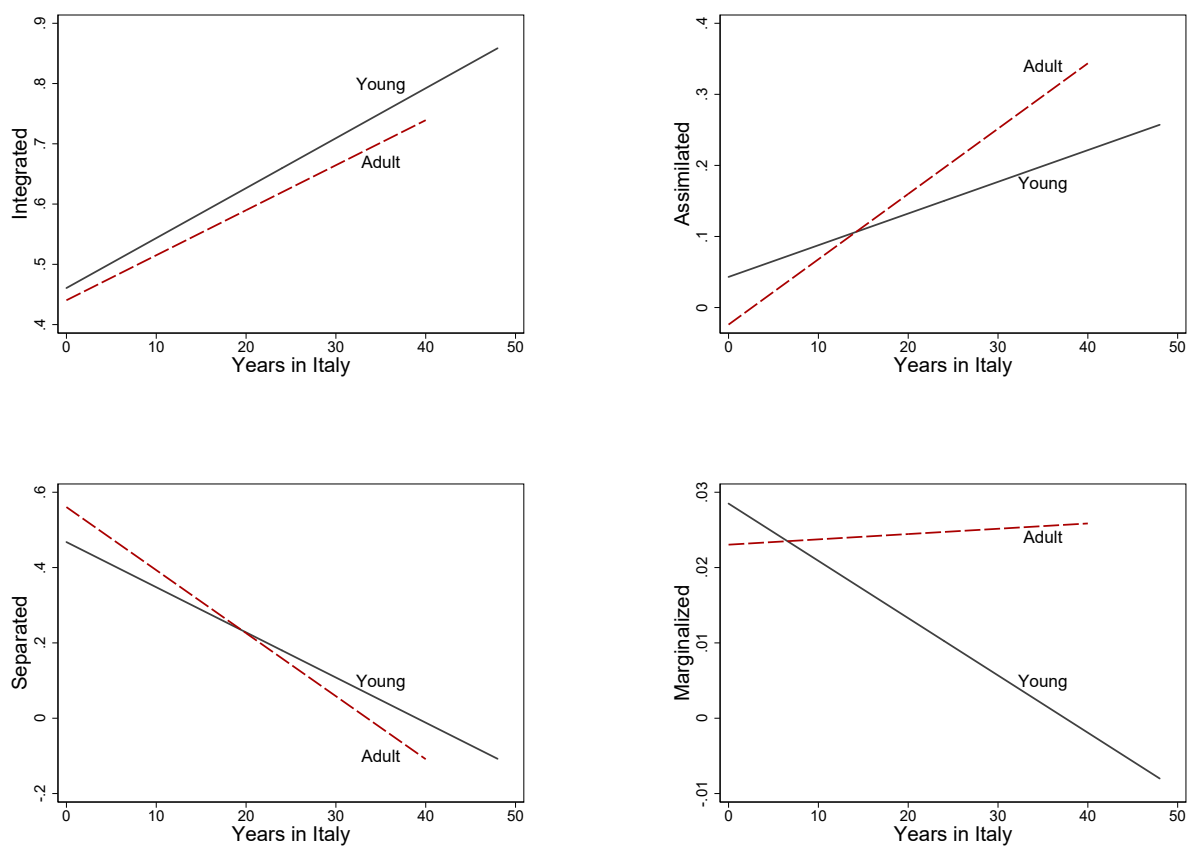 .9
.8
.7
.6
.5
.4
Integrated
Young
Adult
0 10 20 30 40 50
Years in Italy
.4
.3
.2
.1
0
Assimilated
Adult
Young
0 10 20 30 40 50
Years in Italy
.6
.4
.2
0
-.2
Separated
Young
Adult
0 10 20 30 40 50
Years in Italy
.03
.02
.01
0
-.01
Marginalized
Adult
Young
0 10 20 30 40 50
Years in Italy